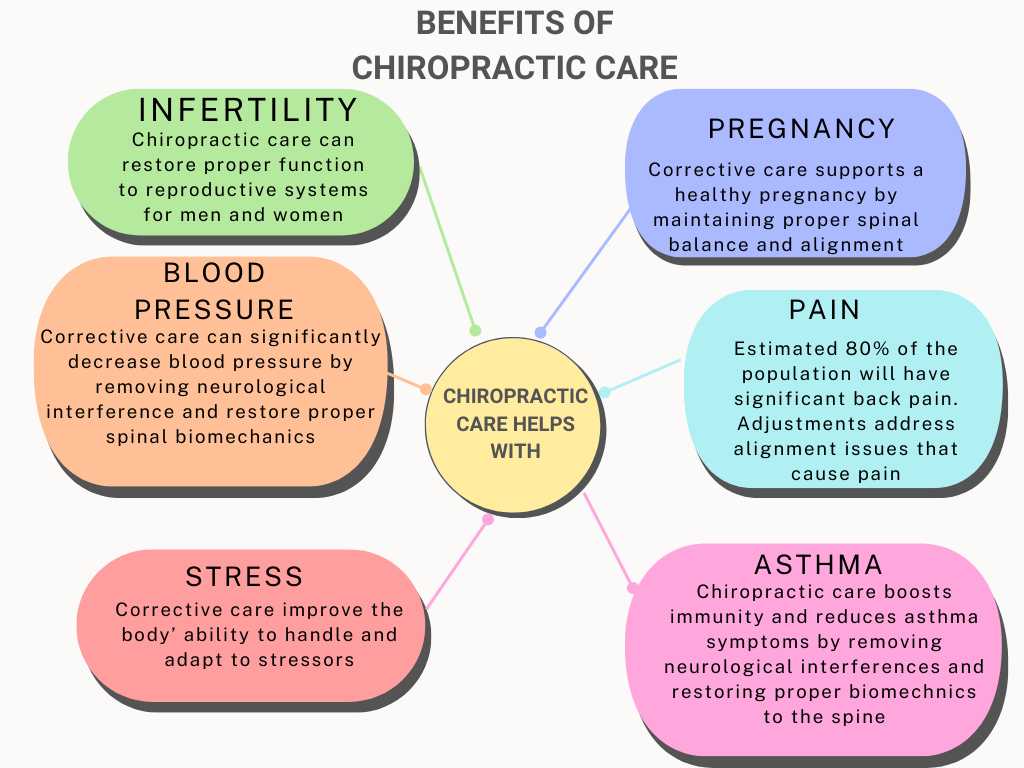 BENEFITS OF
CHIROPRACTIC CARE
INFERTILITY
Chiropractic care can
restore proper function
to reproductive systems
for men and women
PREGNANCY
Corrective care supports a
healthy pregnancy by
maintaining proper spinal
balance and alignment
BLOOD
PRESSURE
Corrective care can significantly
decrease blood pressure by
removing neurological
interference and restore proper
spinal biomechanics
PAIN
Estimated 80% of the
population will have
significant back pain.
Adjustments address
alignment issues that
cause pain
CHIROPRACTIC
CARE HELPS
WITH
STRESS
Corrective care improve the
body’ ability to handle and
adapt to stressors
ASTHMA
Chiropractic care boosts
immunity and reduces asthma
symptoms by removing
neurological interferences and
restoring proper biomechnics
to the spine